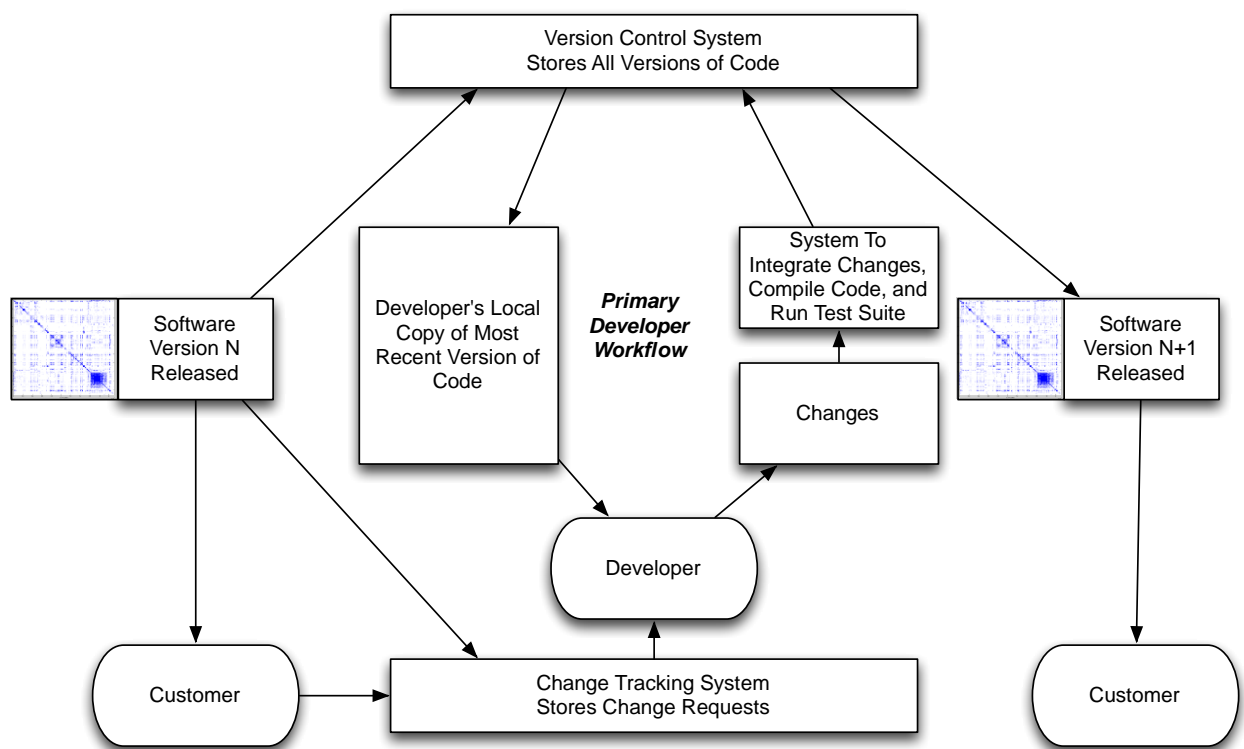 Version Control System
Stores All Versions of Code
Developer's Local
Copy of Most
Recent Version of
Code
Primary
Developer
Workflow
System To
Integrate Changes,
Compile Code, and
Run Test Suite
Software
Version N
Released
Software
Version N+1
Released
Changes
Developer
Customer
Change Tracking System
Stores Change Requests
Customer